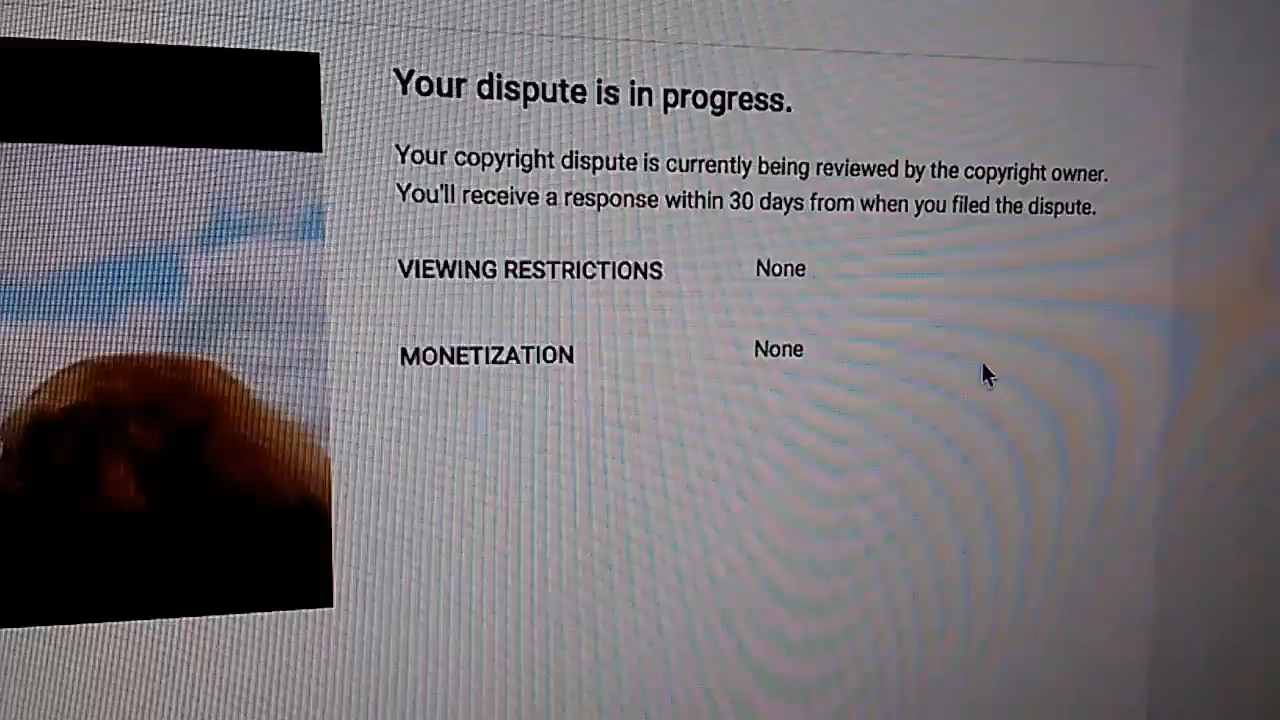 Your dispute is in progress.
Your copyright dispute is currently being reviewed by the copyright owner.
You'll receive a response within 30 days from when you filed the dispute.
VIEWING RESTRICTIONS None
MONETIZATION None